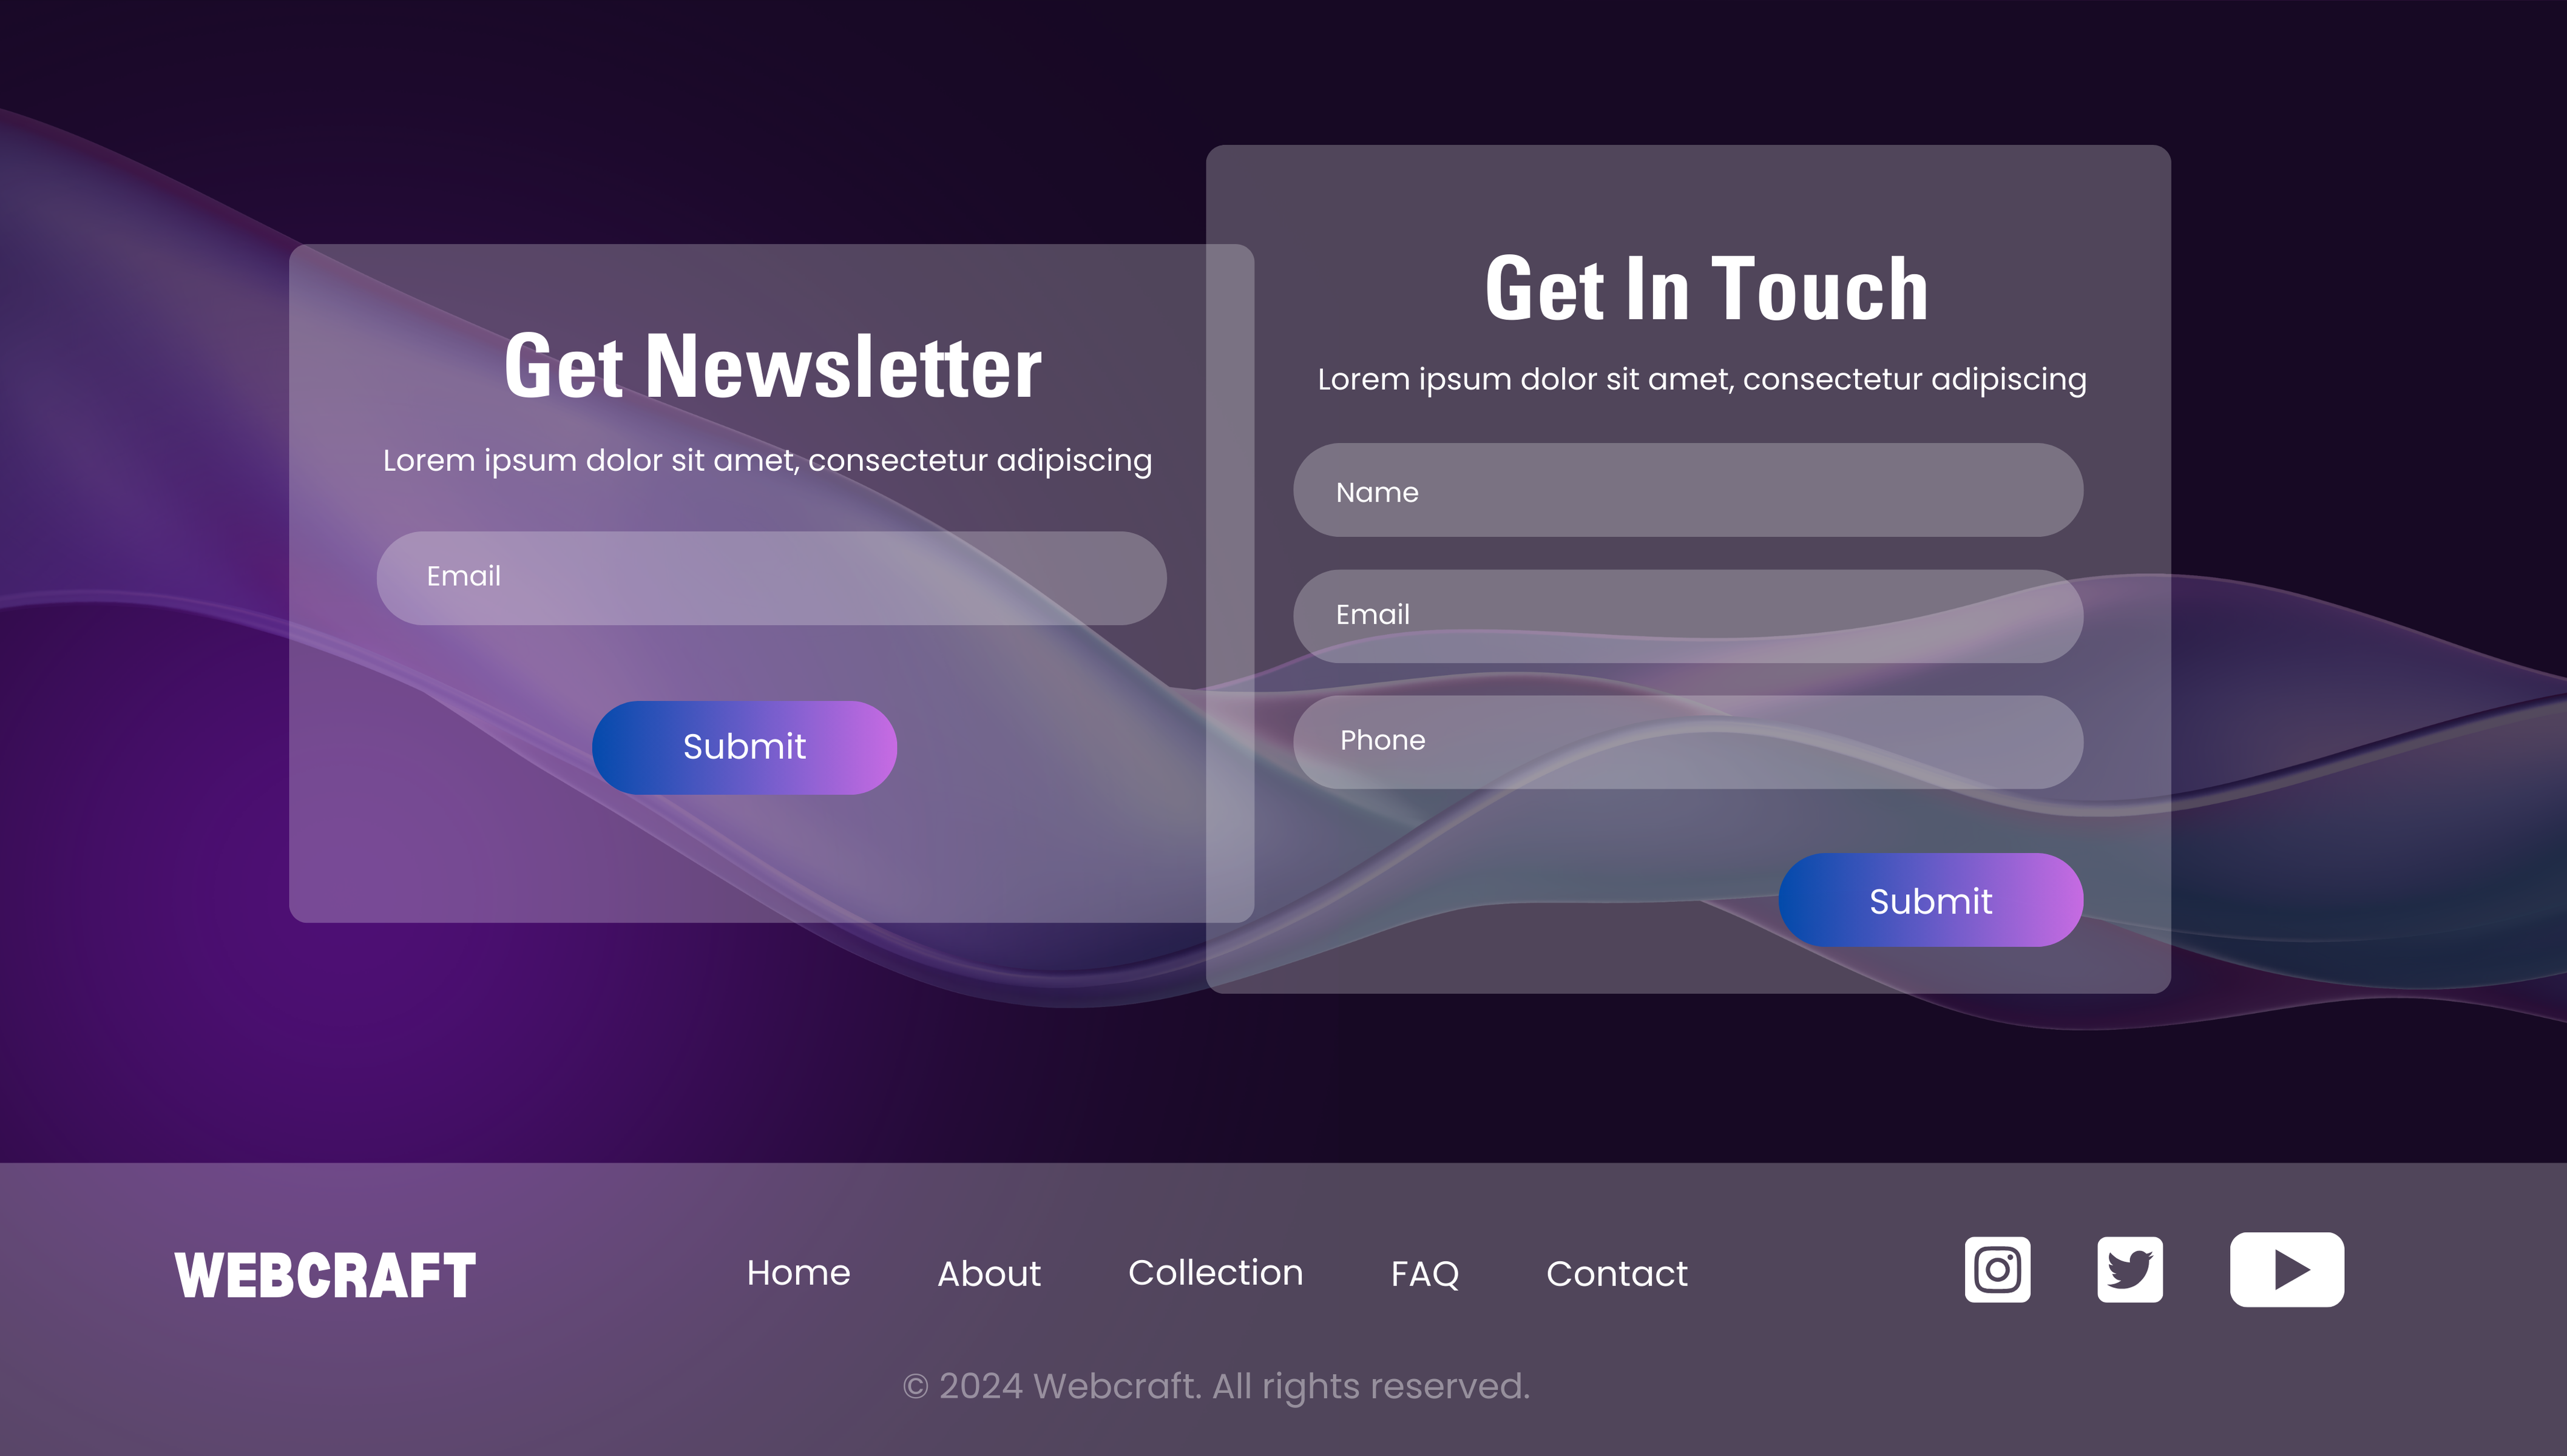 Get Newsletter
Lorem ipsum dolor sit amet, consectetur adipiscing
Email
Submit
Get In Touch
Lorem ipsum dolor sit amet, consectetur adipiscing
Name
Email
Phone
Submit
WEBCRAFT
Home About Collection FAQ Contact
© 2024 Webcraft. All rights reserved.